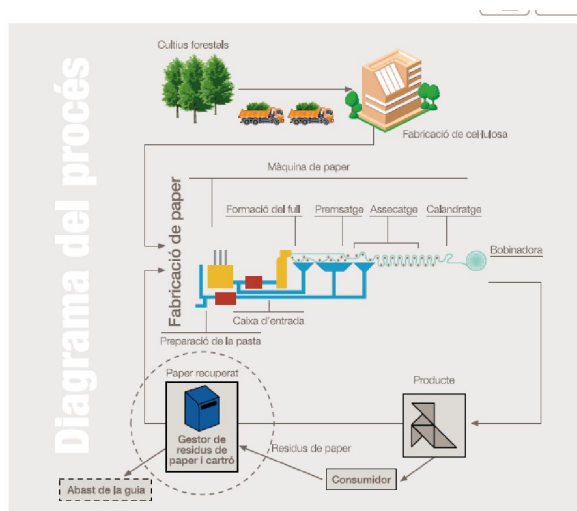 Diagrama del procés
Cultius forestals
Fabricació de cel·lulosa
Màquina de paper
Fabricació de paper
Formació del full
Premsatge
Assecatge
Calandratge
Bobinadora
Caixa d'entrada
Preparació de la pasta
Paper recuperat
Gestor de
residus de
paper i cartró
Producte
Residus de paper
Consumidor
Abast de la guia